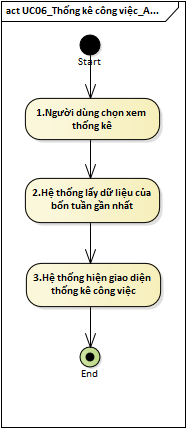 act UC06_Thống kê công việc_A...
Start
1.Người dùng chọn xem
thống kê
2.Hệ thống lấy dữ liệu của
bốn tuần gần nhất
3.Hệ thống hiện giao diện
thống kê công việc
End